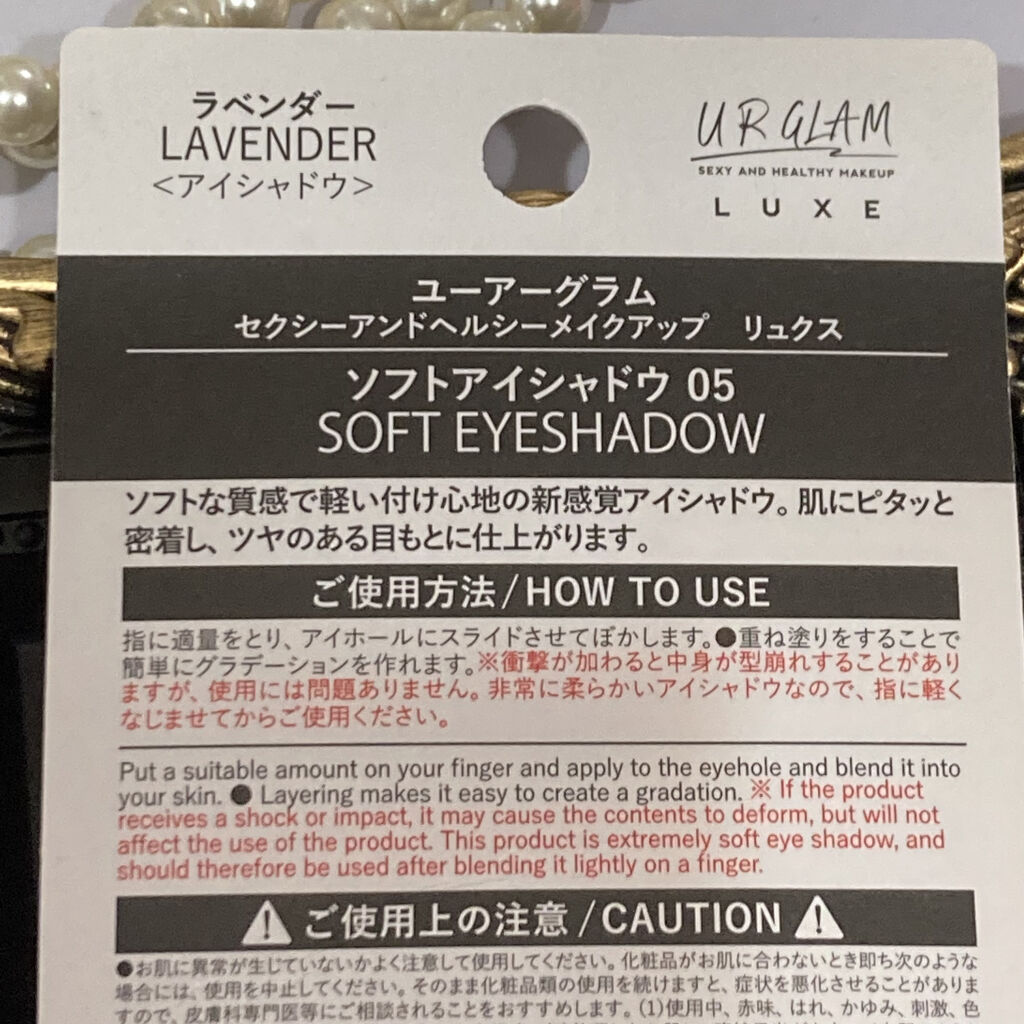 ラベンダー
LAVENDER
<アイシャドウ>
UR GLAM
SEXY AND HEALTHY MAKEUP
LUXE
ユーアーグラム
セクシーアンドヘルシーメイクアップ リュクス
ソフトアイシャドウ 05
SOFT EYESHADOW
ソフトな質感で軽い付け心地の新感覚アイシャドウ。肌にピタッと
密着し、ツヤのある目もとに仕上がります。
ご使用方法/HOW TO USE
指に適量をとり、アイホールにスライドさせてぼかします。●重ね塗りをすることで
簡単にグラデーションを作れます。※衝撃が加わると中身が型崩れすることがあり
ますが、使用には問題ありません。非常に柔らかいアイシャドウなので、指に軽く
なじませてからご使用ください。
Put a suitable amount on your finger and apply to the eyehole and blend it into
your skin. ● Layering makes it easy to create a gradation. ※ If the product
receives a shock or impact, it may cause the contents to deform, but will not
affect the use of the product. This product is extremely soft eye shadow, and
should therefore be used after blending it lightly on a finger.
ご使用上の注意/CAUTION
●お肌に異常が生じていないかよく注意して使用してください。化粧品がお肌に合わないとき即ち次のような
場合には、使用を中止してください。そのまま化粧品類の使用を続けますと、症状を悪化させることがありま
すので、皮膚科専門医等にご相談されることをおすすめします。(1)使用中、赤味、はれ、かゆみ、刺激、色